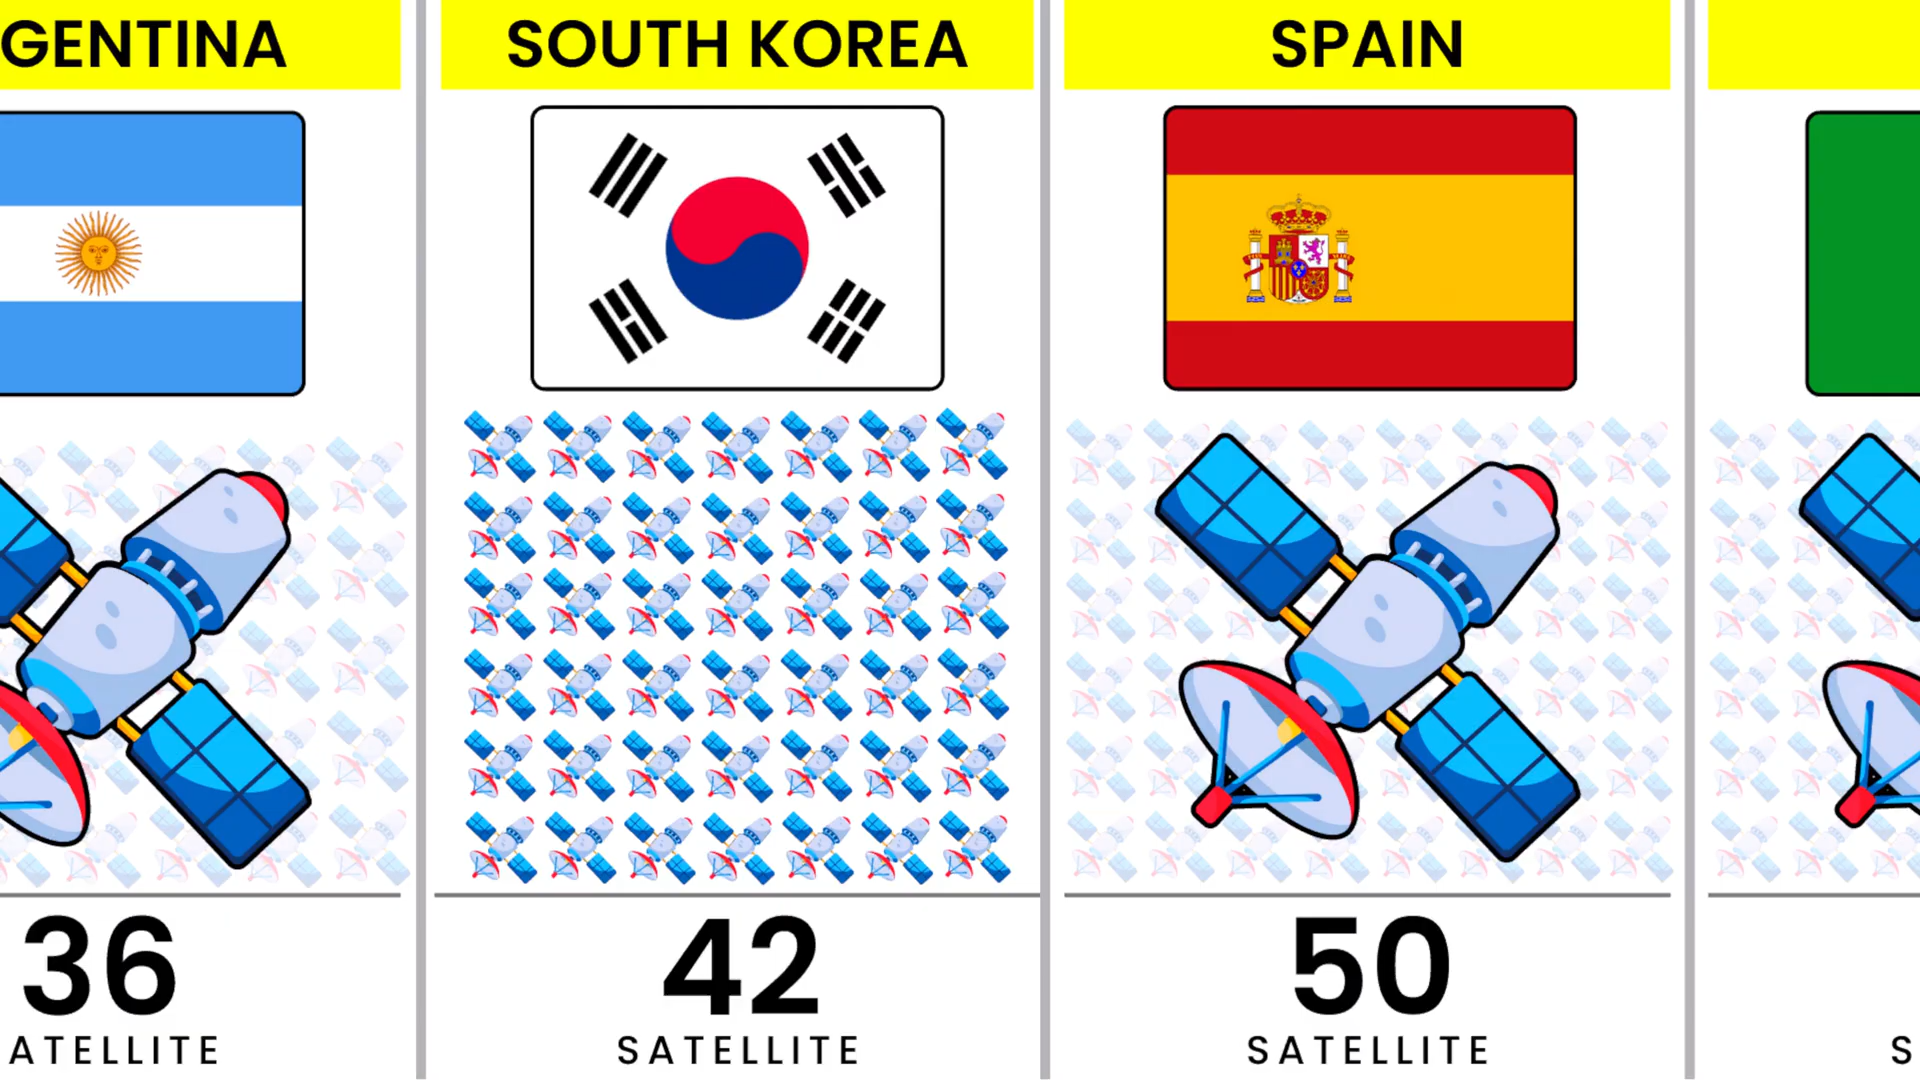 GENTINA
SOUTH KOREA
SPAIN
36
ATELLITE
42
SATELLITE
50
SATELLITE
S